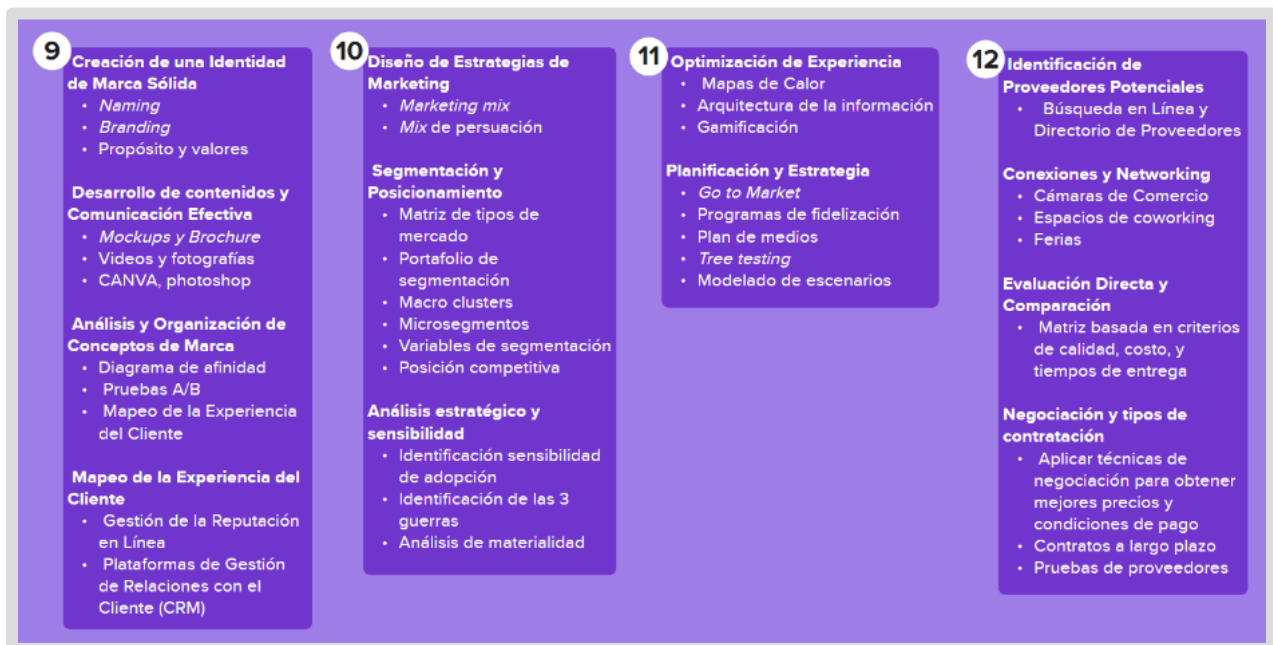 9
Creación de una Identidad
de Marca Sólida
• Naming
• Branding
• Propósito y valores
Desarrollo de contenidos y
Comunicación Efectiva
• Mockups y Brochure
• Videos y fotografías
• CANVA, photoshop
Análisis y Organización de
Conceptos de Marca
• Diagrama de afinidad
• Pruebas A/B
• Mapeo de la Experiencia
del Cliente
Mapeo de la Experiencia del
Cliente
• Gestión de la Reputación
en Línea
• Plataformas de Gestión
de Relaciones con el
Cliente (CRM)
10
Diseño de Estrategias de
Marketing
• Marketing mix
• Mix de persuación
Segmentación y
Posicionamiento
• Matriz de tipos de
mercado
• Portafolio de
segmentación
• Macro clusters
• Microsegmentos
• Variables de segmentación
• Posición competitiva
Análisis estratégico y
sensibilidad
• Identificación sensibilidad
de adopción
• Identificación de las 3
guerras
• Análisis de materialidad
11
Optimización de Experiencia
• Mapas de Calor
• Arquitectura de la información
• Gamificación
Planificación y Estrategia
• Go to Market
• Programas de fidelización
• Plan de medios
• Tree testing
• Modelado de escenarios
12
Identificación de
Proveedores Potenciales
• Búsqueda en Línea y
Directorio de Proveedores
Conexiones y Networking
• Cámaras de Comercio
• Espacios de coworking
• Ferias
Evaluación Directa y
Comparación
• Matriz basada en criterios
de calidad, costo, y
tiempos de entrega
Negociación y tipos de
contratación
• Aplicar técnicas de
negociación para obtener
mejores precios y
condiciones de pago
• Contratos a largo plazo
• Pruebas de proveedores